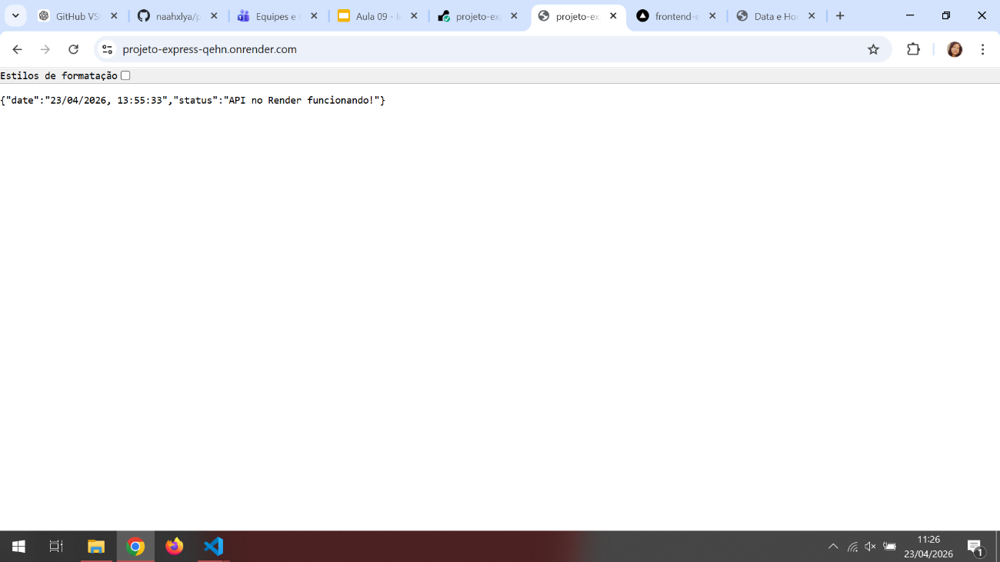 GitHub VS
naahxlya/p
Equipes e
Aula 09 - I
projeto-ex
projeto-ex
frontend-e
Data e Ho
projeto-express-qehn.onrender.com
Estilos de formatação
{"date":"23/04/2026, 13:55:33","status":"API no Render funcionando!"}
11:26
23/04/2026
1